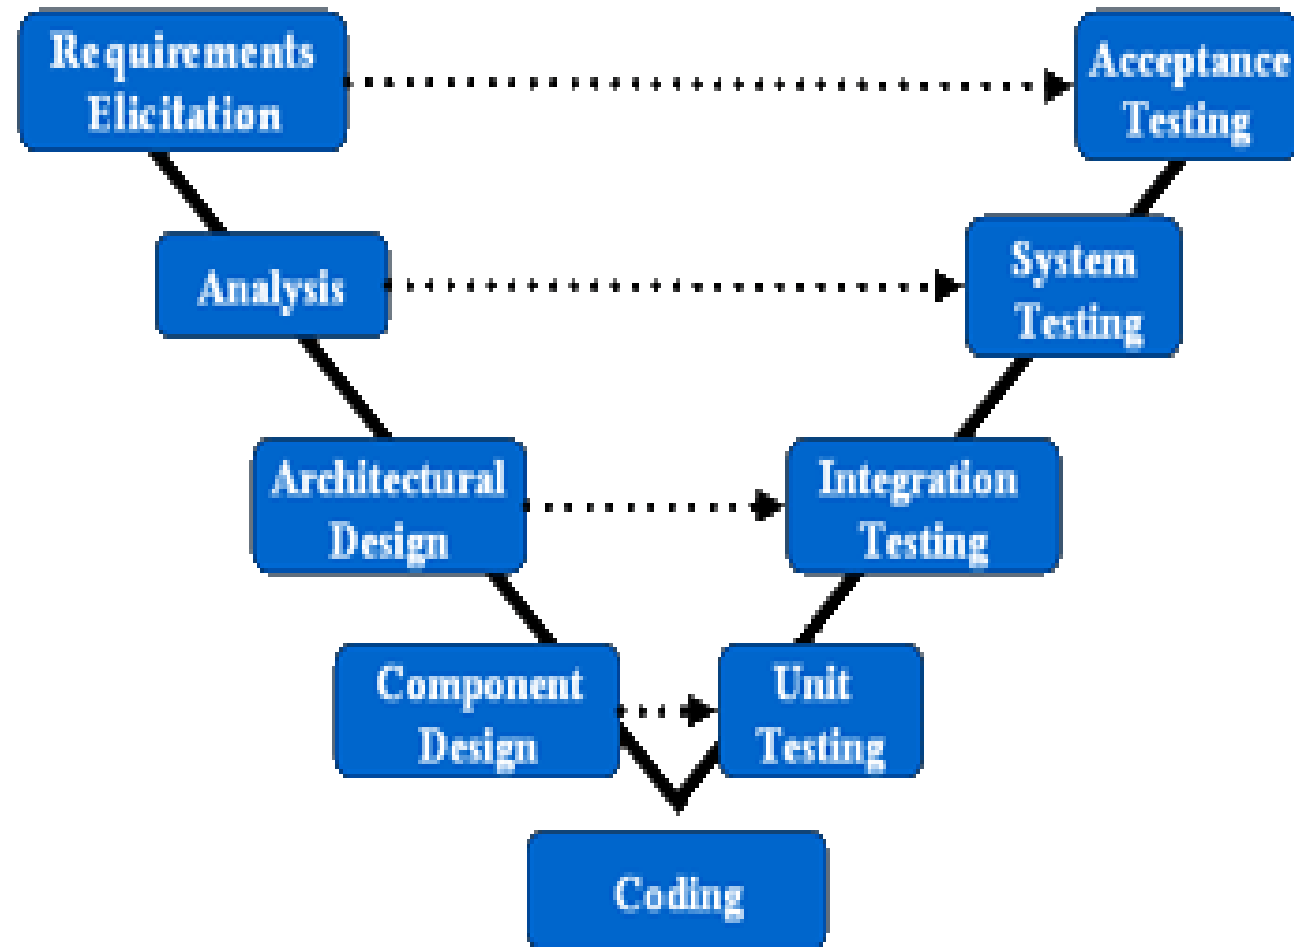 Requirements
Elicitation
Acceptance
Testing
Analysis
System
Testing
Architectural
Design
Integration
Testing
Component
Design
Unit
Testing
Coding